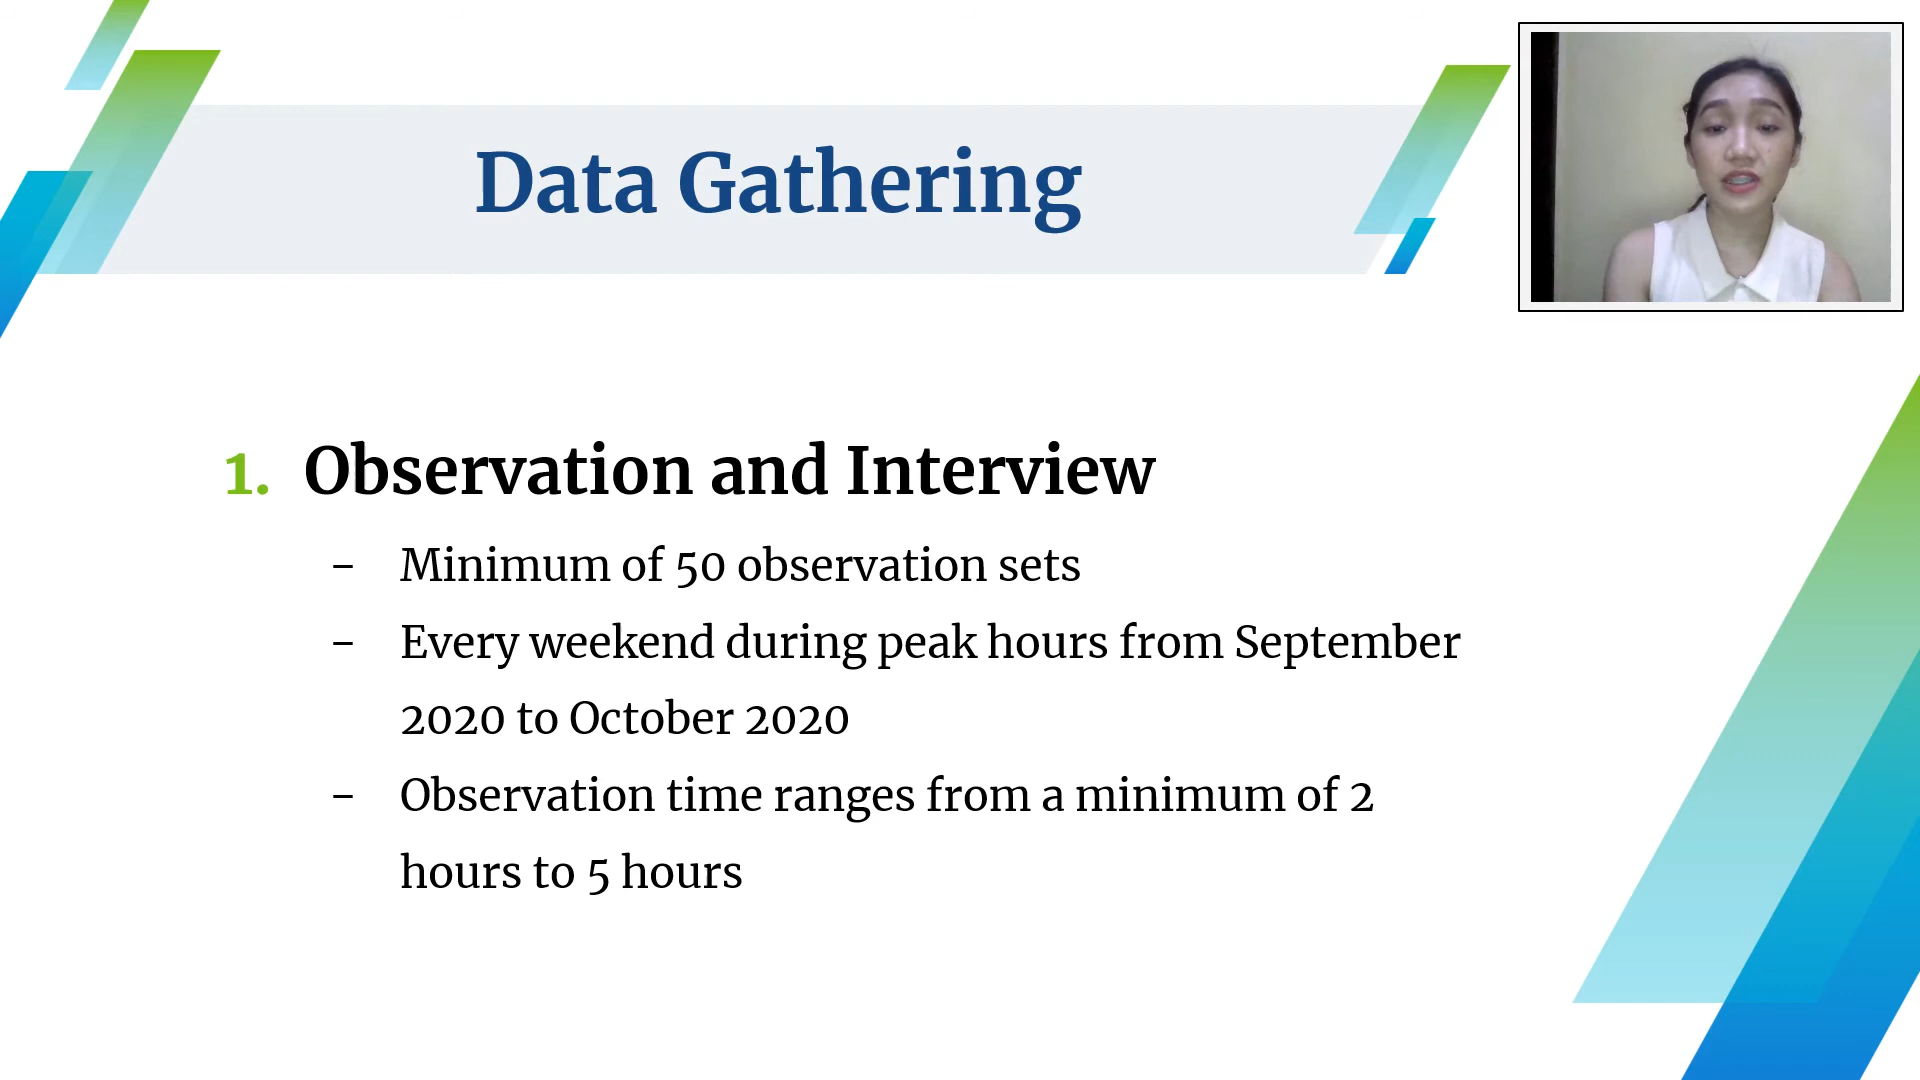 Data Gathering
1. Observation and Interview
- Minimum of 50 observation sets
- Every weekend during peak hours from September
2020 to October 2020
- Observation time ranges from a minimum of 2
hours to 5 hours